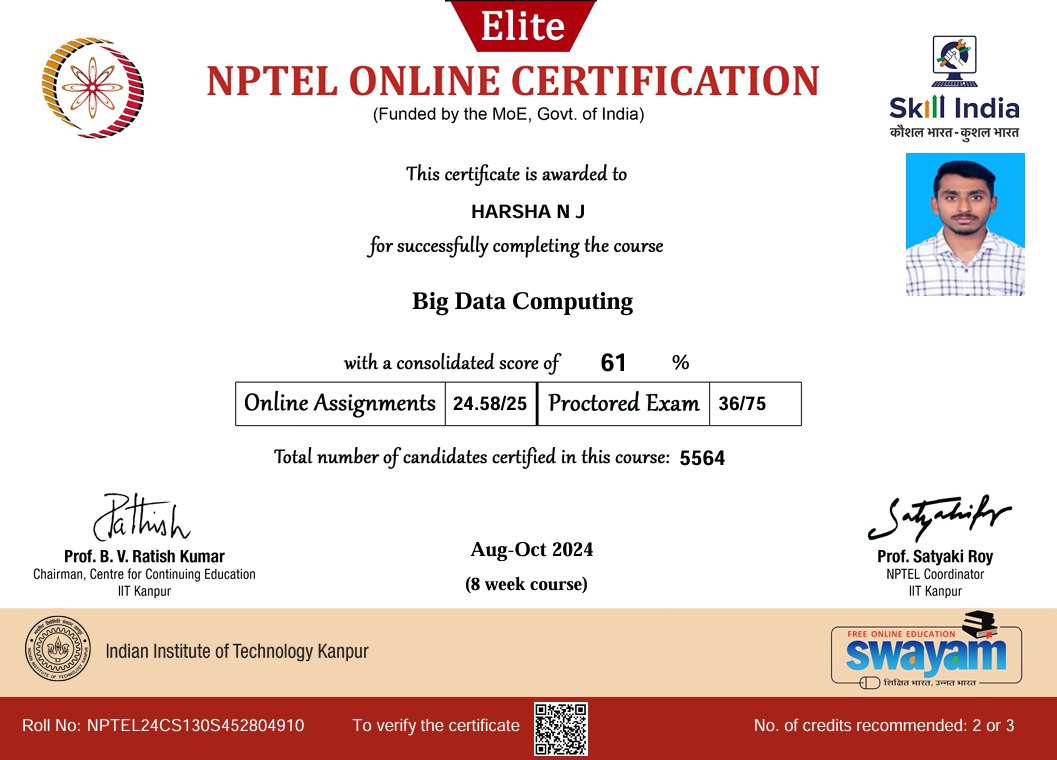 Elite
NPTEL ONLINE CERTIFICATION
(Funded by the MoE, Govt. of India)
Skill India
कौशल भारत - कुशल भारत
This certificate is awarded to
HARSHA N J
for successfully completing the course
Big Data Computing
with a consolidated score of 61 %
Online Assignments 24.58/25 Proctored Exam 36/75
Total number of candidates certified in this course: 5564
Prof. B. V. Ratish Kumar
Chairman, Centre for Continuing Education
IIT Kanpur
Aug-Oct 2024
(8 week course)
Prof. Satyaki Roy
NPTEL Coordinator
IIT Kanpur
Indian Institute of Technology Kanpur
FREE ONLINE EDUCATION
swayam
शिक्षित भारत, उन्नत भारत
Roll No: NPTEL24CS130S452804910 To verify the certificate No. of credits recommended: 2 or 3